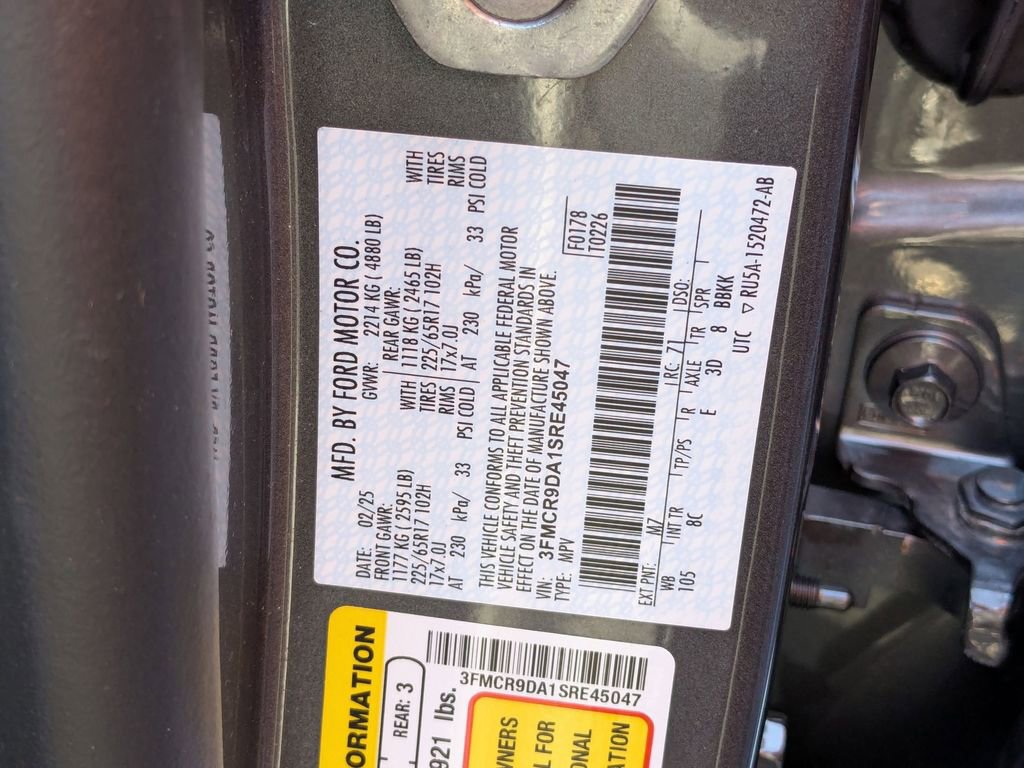 MFD. BY FORD MOTOR CO.
DATE: 02/25 GVWR: 2214 KG ( 4880 LB)
FRONT GAWR: REAR GAWR:
1177 KG ( 2595 LB) WITH 1118 KG ( 2465 LB) WITH
225/65R17 102H TIRES 225/65R17 102H TIRES
17x7.0J RIMS 17x7.0J RIMS
AT 230 kPa/ 33 PSI COLD AT 230 kPa/ 33 PSI COLD
THIS VEHICLE CONFORMS TO ALL APPLICABLE FEDERAL MOTOR
VEHICLE SAFETY AND THEFT PREVENTION STANDARDS IN
EFFECT ON THE DATE OF MANUFACTURE SHOWN ABOVE.
VIN: 3FMCR9DA1SRE45047 F0178
TYPE: MPV T0226
EXT PNT: M7 RC: 71 DSO:
WB INT TR TP/PS R AXLE TR SPR
105 8C E 3D 8 BBKK
UTC ▽ RU5A-1520472-AB
ORMATION
REAR: 3
921 lbs.
3FMCR9DA1SRE45047
WNERS
L FOR
ONAL
ATION